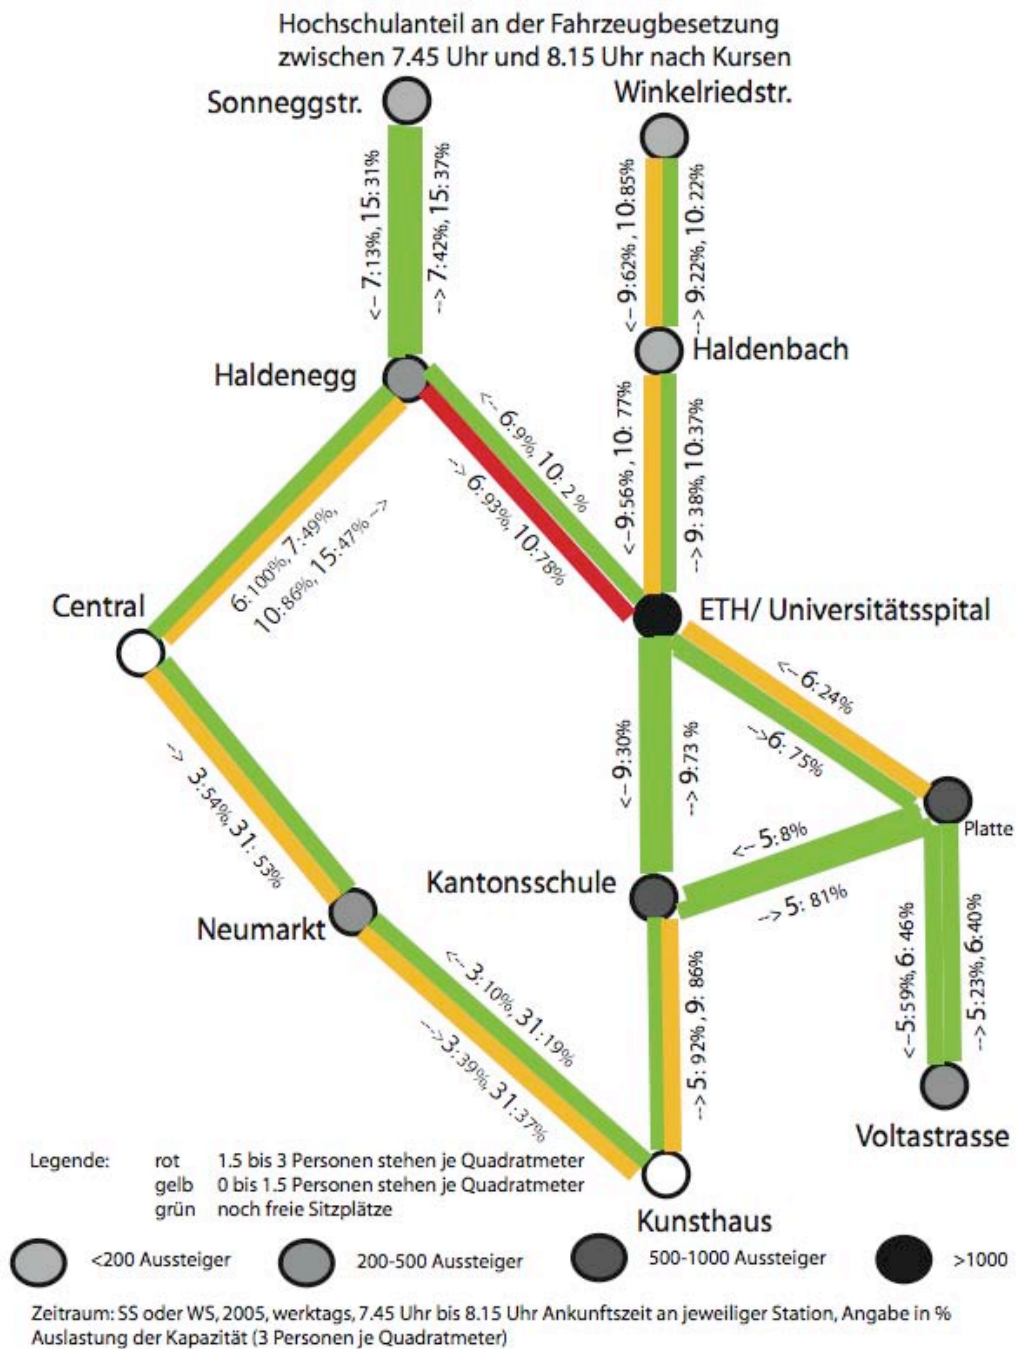 Hochschulanteil an der Fahrzeugbesetzung
zwischen 7.45 Uhr und 8.15 Uhr nach Kursen
Sonneggstr.
Winkelriedstr.
<-- 7:13%, 15: 31%
--> 7:42%, 15: 37%
<-- 9:62%, 10:85%
--> 9:22%, 10: 22%
Haldenegg
Haldenbach
<-- 6:9%, 10: 2 %
--> 6:93%, 10:78%
<--9:56%, 10: 77%
--> 9: 38%, 10:37%
6:100%, 7:49%,
10:86%, 15:47% -->
Central
ETH/ Universitätsspital
<-- 6: 24%
-->6: 75%
<-- 9:30%
--> 9:73 %
--> 3:54%, 31: 53%
Platte
<-- 5:8%
--> 5: 81%
Kantonsschule
Neumarkt
<-- 3:10%, 31:19%
--->3:39%, 31:37%
--> 5: 92%, 9: 86%
<--5:59%, 6: 46%
--> 5:23%, 6:40%
Voltastrasse
Kunsthaus
Legende: rot 1.5 bis 3 Personen stehen je Quadratmeter
gelb 0 bis 1.5 Personen stehen je Quadratmeter
grün noch freie Sitzplätze
<200 Aussteiger 200-500 Aussteiger 500-1000 Aussteiger >1000
Zeitraum: SS oder WS, 2005, werktags, 7.45 Uhr bis 8.15 Uhr Ankunftszeit an jeweiliger Station, Angabe in %
Auslastung der Kapazität (3 Personen je Quadratmeter)